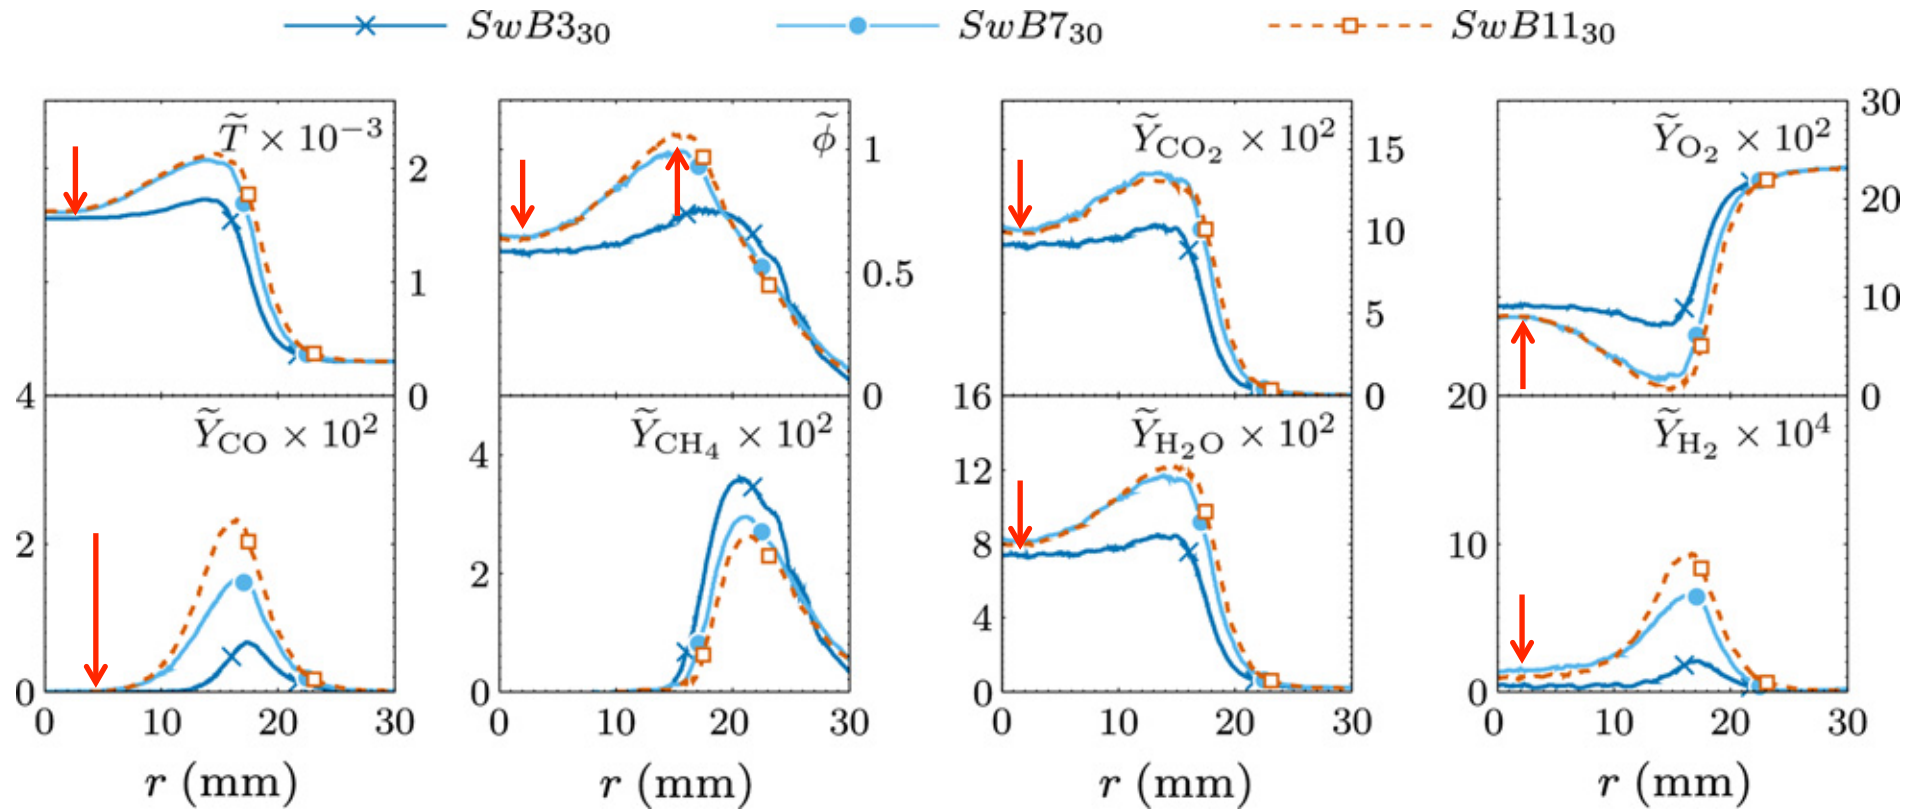 SwB3₃₀ SwB7₃₀ SwB11₃₀
T̃ × 10⁻³ ϕ̃ Ỹ_CO₂ × 10² Ỹ_O₂ × 10²
2 1 15 30
1 0.5 10 20
0 0 5 10
0 0
4 16 20
Ỹ_CO × 10² Ỹ_CH₄ × 10² Ỹ_H₂O × 10² Ỹ_H₂ × 10⁴
4 12
2 2 8 10
4
0 0 0 0
0 10 20 30 0 10 20 30 0 10 20 30 0 10 20 30
r (mm) r (mm) r (mm) r (mm)